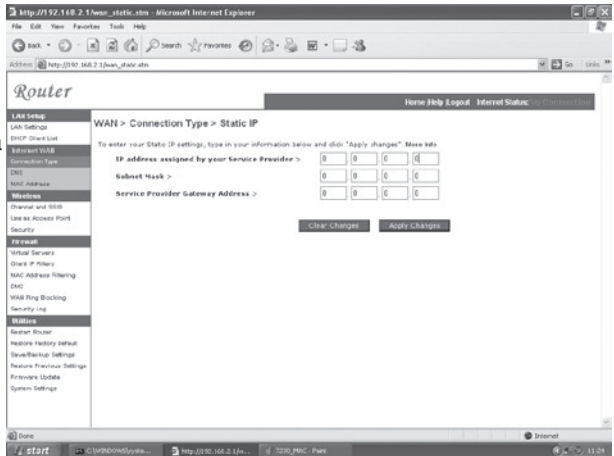 http://192.168.2.1/wan_static.stm - Microsoft Internet Explorer
File Edit View Favorites Tools Help
Back Search Favorites
Address http://192.168.2.1/wan_static.stm Go Links
Router
Home |Help |Logout Internet Status: No Connection
LAN Setup
LAN Settings
DHCP Client List
Internet WAN
Connection Type
DNS
MAC Address
Wireless
Channel and SSID
Use as Access Point
Security
Firewall
Virtual Servers
Client IP Filters
MAC Address Filtering
DMZ
WAN Ping Blocking
Security Log
Utilities
Restart Router
Restore Factory Default
Save/Backup Settings
Restore Previous Settings
Firmware Update
System Settings
WAN > Connection Type > Static IP
To enter your Static IP settings, type in your information below and click "Apply changes". More Info
IP address assigned by your Service Provider > 0 . 0 . 0 . 0
Subnet Mask > 0 . 0 . 0 . 0
Service Provider Gateway Address > 0 . 0 . 0 . 0
Clear Changes Apply Changes
Done Internet
start C:\WINDOWS\syste... http://192.168.2.1/w... 7230_MAC - Paint 11:24